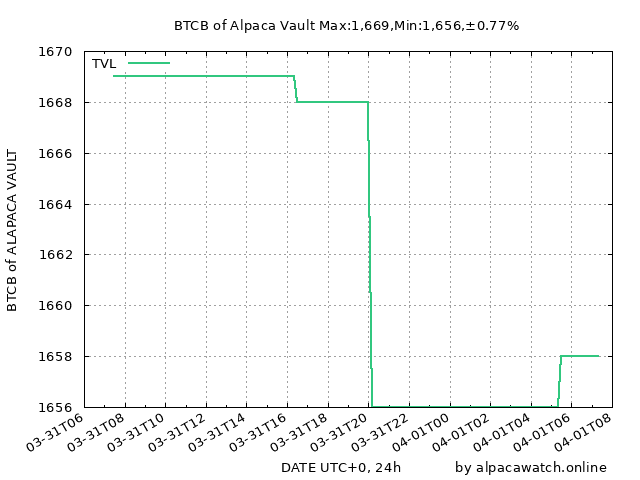 BTCB of Alpaca Vault Max:1,669,Min:1,656,±0.77%
1670
TVL
1668
1666
1664
1662
1660
1658
1656
BTCB of ALAPACA VAULT
03-31T06
03-31T08
03-31T10
03-31T12
03-31T14
03-31T16
03-31T18
03-31T20
03-31T22
04-01T00
04-01T02
04-01T04
04-01T06
04-01T08
DATE UTC+0, 24h
by alpacawatch.online